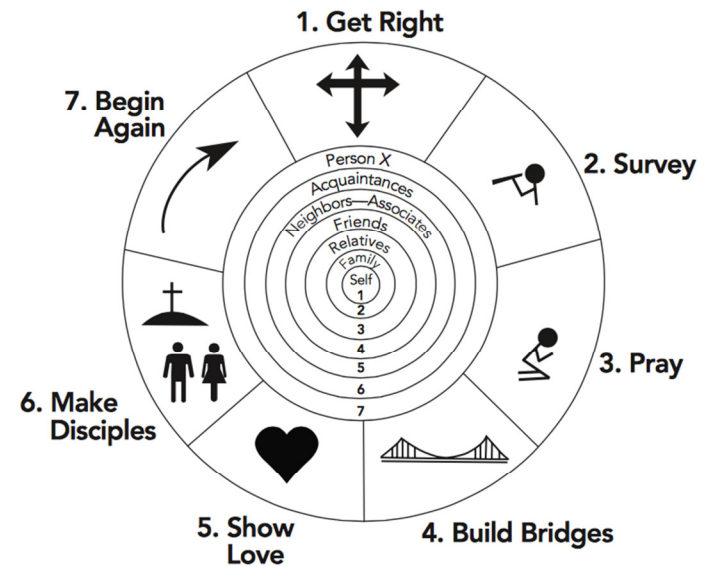 1. Get Right
7. Begin
Again
2. Survey
Person X
Acquaintances
Neighbors—Associates
Friends
Relatives
Family
Self
1
2
3
4
5
6
7
3. Pray
6. Make
Disciples
5. Show
Love
4. Build Bridges